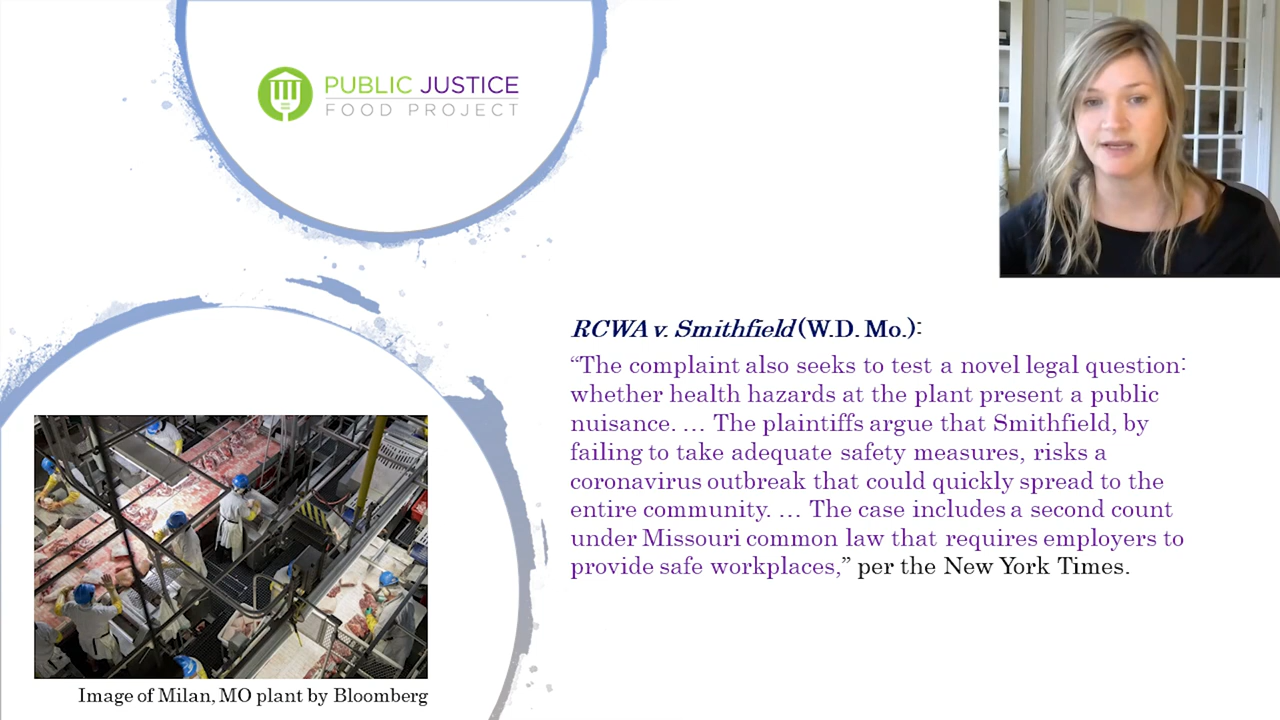 PUBLIC JUSTICE
FOOD PROJECT
RCWA v. Smithfield (W.D. Mo.):
“The complaint also seeks to test a novel legal question:
whether health hazards at the plant present a public
nuisance. … The plaintiffs argue that Smithfield, by
failing to take adequate safety measures, risks a
coronavirus outbreak that could quickly spread to the
entire community. … The case includes a second count
under Missouri common law that requires employers to
provide safe workplaces,” per the New York Times.
Image of Milan, MO plant by Bloomberg